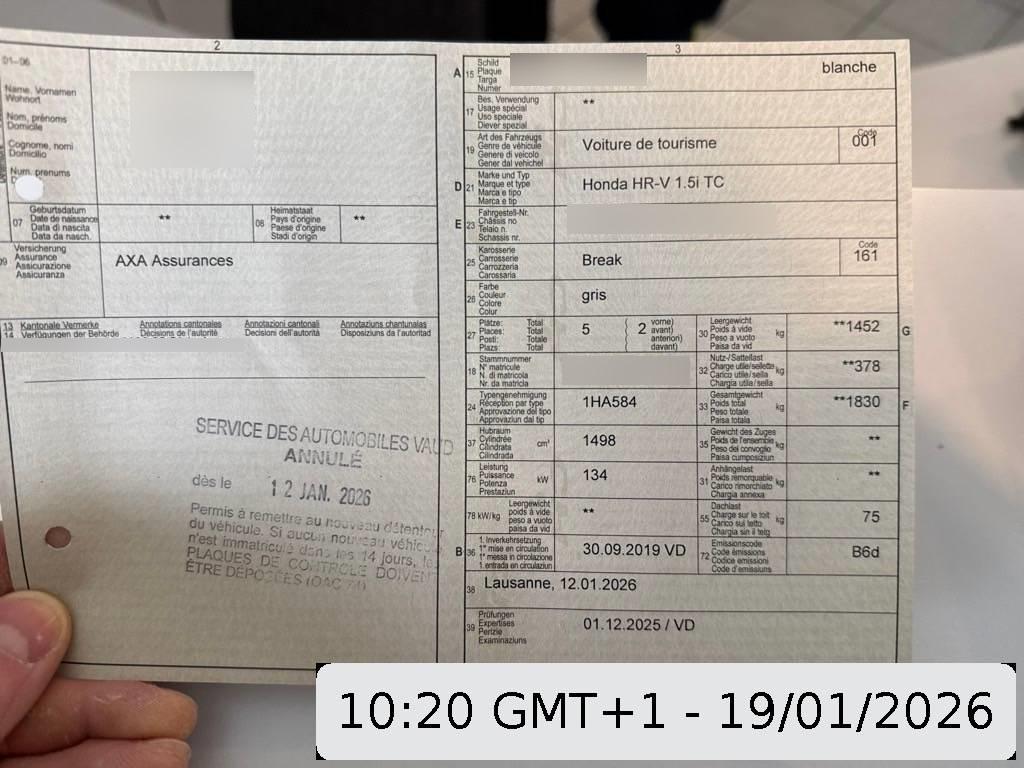 2
01–06
Name, Vornamen
Wohnort
Nom, prénoms
Domicile
Cognome, nomi
Domicilio
Num, prenums
07
Geburtsdatum
Date de naissance
Data di nascita
Data da nasch.
**
08
Heimatstaat
Pays d'origine
Paese d'origine
Stadi d'origin
**
09
Versicherung
Assurance
Assicurazione
Assicuranza
AXA Assurances
13 Kantonale Vermerke Annotations cantonales Annotazioni cantonali Annotaziuns chantunalas
14 Verfügungen der Behörde Décisions de l'autorité Decisioni dell'autorità Disposiziuns da l'autoritad
SERVICE DES AUTOMOBILES VAUD
ANNULÉ
dès le 12 JAN. 2026
Permis à remettre au nouveau détenteur
du véhicule. Si aucun nouveau véhicule
n'est immatriculé dans les 14 jours, les
PLAQUES DE CONTROLE DOIVENT
ÊTRE DÉPOSÉES
3
A 15
Schild
Plaque
Targa
Numer
blanche
17
Bes. Verwendung
Usage spécial
Uso speciale
Diever spezial
**
19
Art des Fahrzeugs
Genre de véhicule
Genere di veicolo
Gener dal vehichel
Voiture de tourisme
Code
001
D 21
Marke und Typ
Marque et type
Marca e tipo
Marca e tip
Honda HR-V 1.5i TC
E 23
Fahrgestell-Nr.
Châssis no
Telaio n.
Schassis nr.
25
Karosserie
Carrosserie
Carrozzeria
Carossaria
Break
Code
161
26
Farbe
Couleur
Colore
Colur
gris
27
Plätze: Total
Places: Total
Posti: Totale
Plazs: Total
5
2
vorne)
avant)
anteriori)
davant)
30
Leergewicht
Poids à vide
Peso a vuoto
Paisa da vid
kg
**1452
G
18
Stammnummer
N° matricule
N. di matricola
Nr. da matricla
32
Nutz-/Sattellast
Charge utile/sellette
Carico utile/sella
Chargia utila/sella
kg
**378
24
Typengenehmigung
Réception par type
Approvazione del tipo
Approvaziun dal tip
1HA584
33
Gesamtgewicht
Poids total
Peso totale
Paisa totala
kg
**1830
F
37
Hubraum
Cylindrée
Cilindrata
Cilindrada
cm³
1498
35
Gewicht des Zuges
Poids de l'ensemble
Peso del convoglio
Paisa cumposiziun
kg
**
76
Leistung
Puissance
Potenza
Prestaziun
kW
134
31
Anhängelast
Poids remorquable
Carico rimorchiato
Chargia annexa
kg
**
78 kW/kg
Leergewicht
poids à vide
peso a vuoto
paisa da vid
**
55
Dachlast
Charge sur le toit
Carico sul tetto
Chargia sin il tetg
kg
75
B 36
1. Inverkehrsetzung
1re mise en circulation
1a messa in circolazione
1. entrada en circulaziun
30.09.2019 VD
72
Emissionscode
Code émissions
Codice emissioni
Code d'emissiuns
B6d
38
Lausanne, 12.01.2026
39
Prüfungen
Expertises
Perizie
Examinaziuns
01.12.2025 / VD
10:20 GMT+1 - 19/01/2026